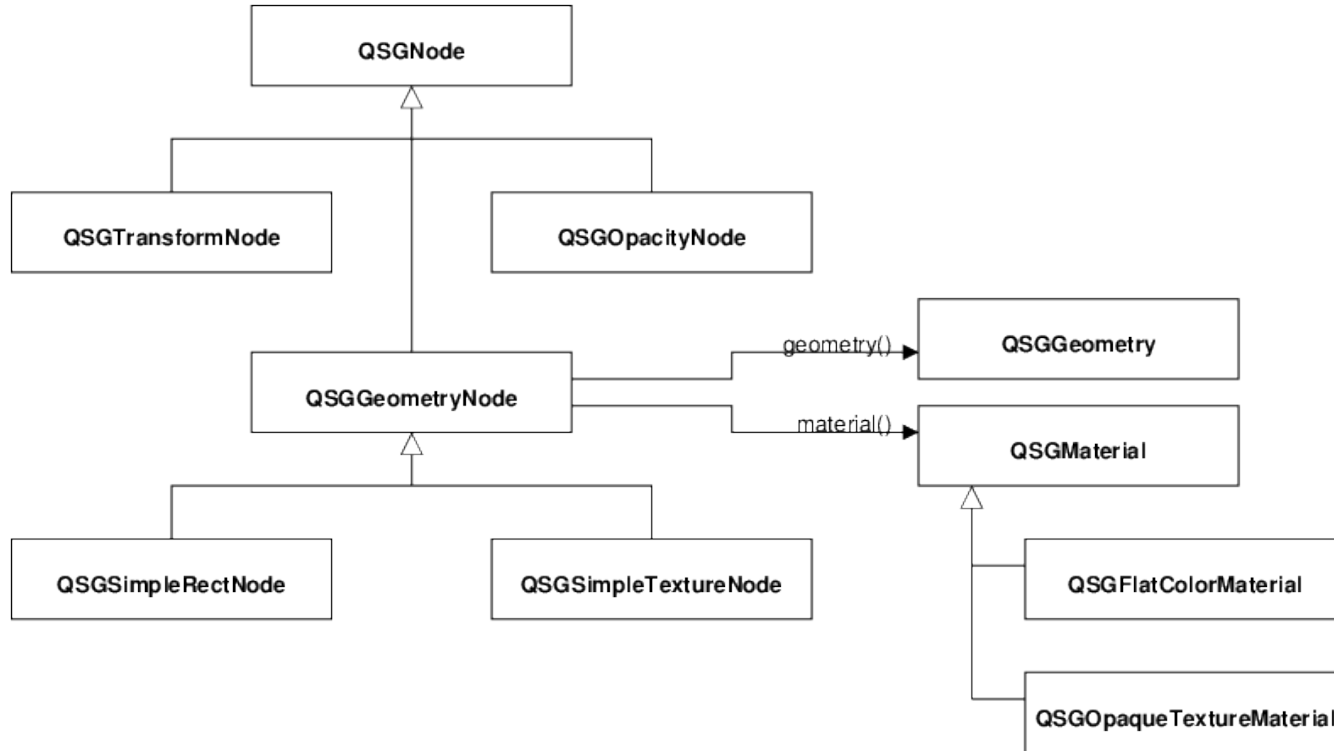 QSGNode
QSGTransformNode
QSGOpacityNode
geometry()
QSGGeometry
QSGGeometryNode
material()
QSGMaterial
QSGSimpleRectNode
QSGSimpleTextureNode
QSGFlatColorMaterial
QSGOpaqueTextureMaterial